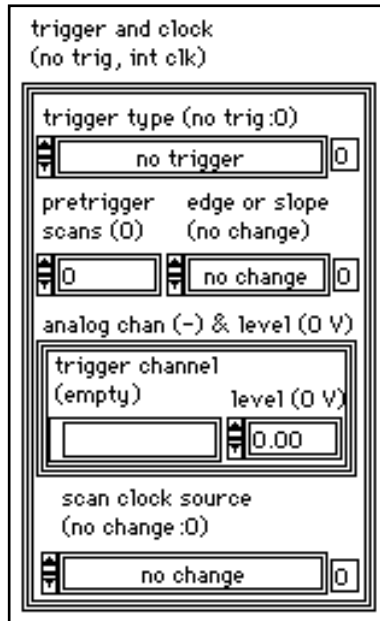 trigger and clock
(no trig, int clk)
trigger type (no trig :0)
no trigger 0
pretrigger edge or slope
scans (0) (no change)
0 no change 0
analog chan (-) & level (0 V)
trigger channel
(empty) level (0 V)
0.00
scan clock source
(no change :0)
no change 0